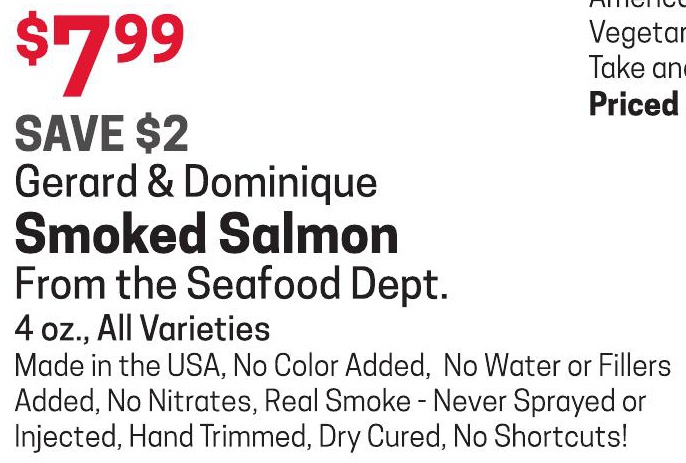 $7.99
SAVE $2
Gerard & Dominique
Smoked Salmon
From the Seafood Dept.
4 oz., All Varieties
Made in the USA, No Color Added, No Water or Fillers
Added, No Nitrates, Real Smoke - Never Sprayed or
Injected, Hand Trimmed, Dry Cured, No Shortcuts!
Take
Priced